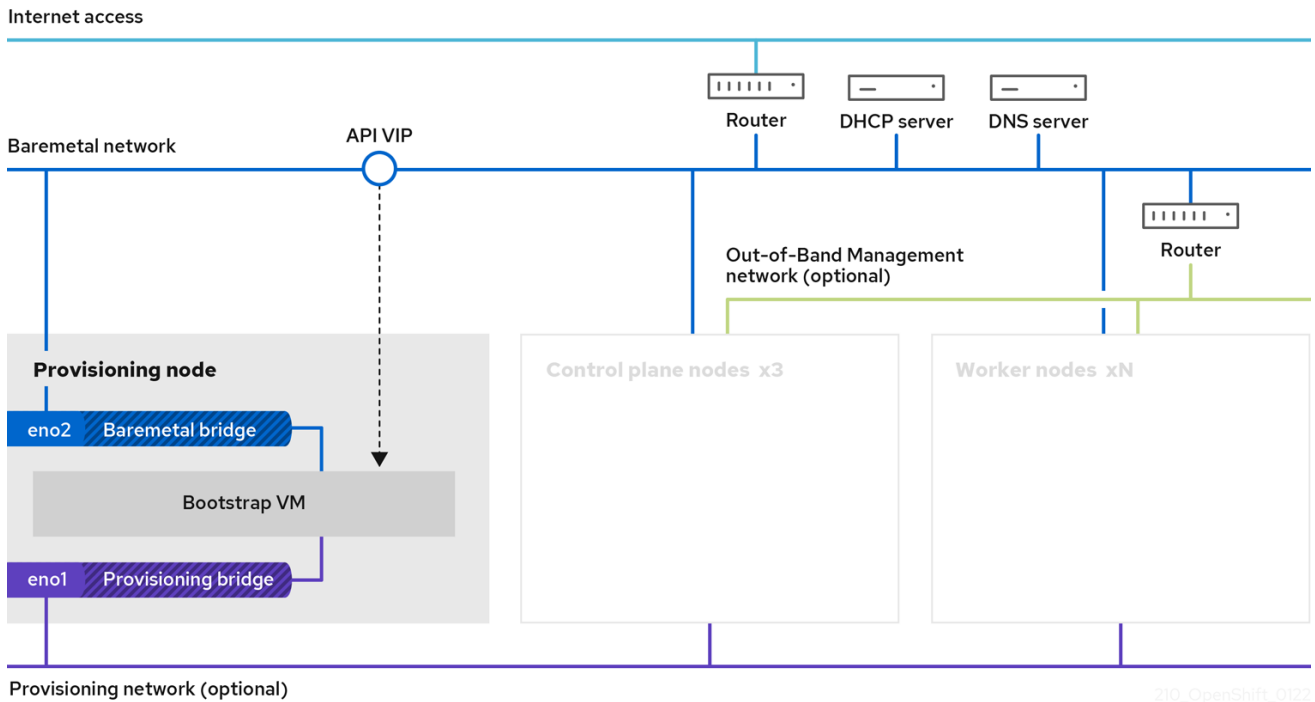 Internet access
Router
DHCP server
DNS server
API VIP
Baremetal network
Router
Out-of-Band Management
network (optional)
Provisioning node
Control plane nodes x3
Worker nodes xN
eno2
Baremetal bridge
Bootstrap VM
eno1
Provisioning bridge
Provisioning network (optional)
210_OpenShift_0122